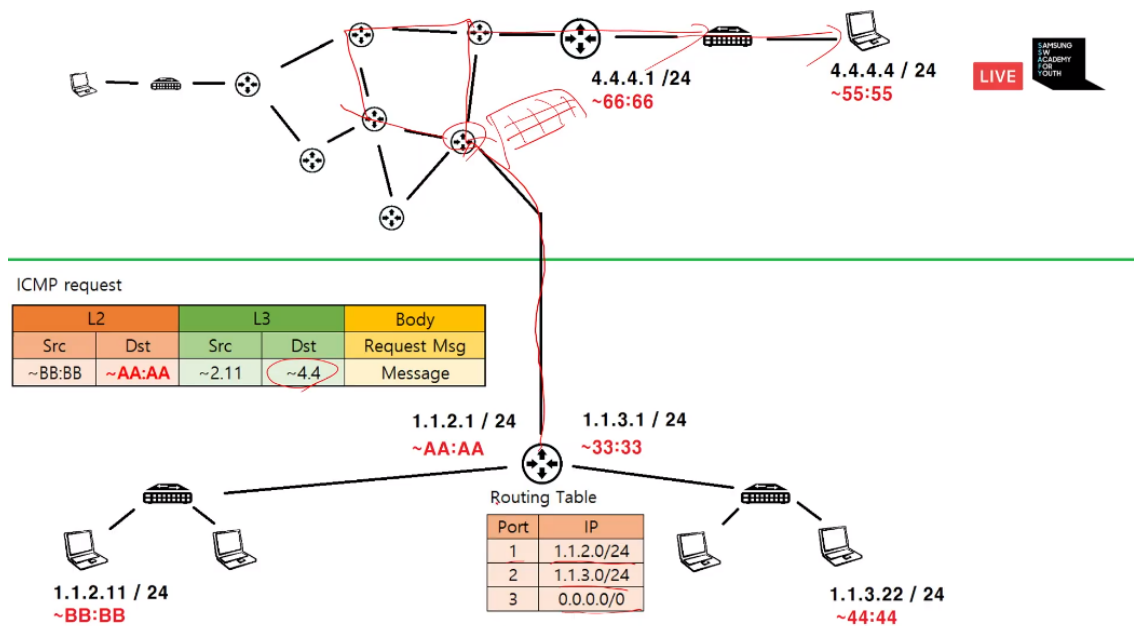 4.4.4.1 /24
~66:66
4.4.4.4 / 24
~55:55
LIVE
SAMSUNG
SW
ACADEMY
FOR
YOUTH
ICMP request
L2 L3 Body
Src Dst Src Dst Request Msg
~BB:BB ~AA:AA ~2.11 ~4.4 Message
1.1.2.1 / 24
~AA:AA
1.1.3.1 / 24
~33:33
Routing Table
Port IP
1 1.1.2.0/24
2 1.1.3.0/24
3 0.0.0.0/0
1.1.2.11 / 24
~BB:BB
1.1.3.22 / 24
~44:44